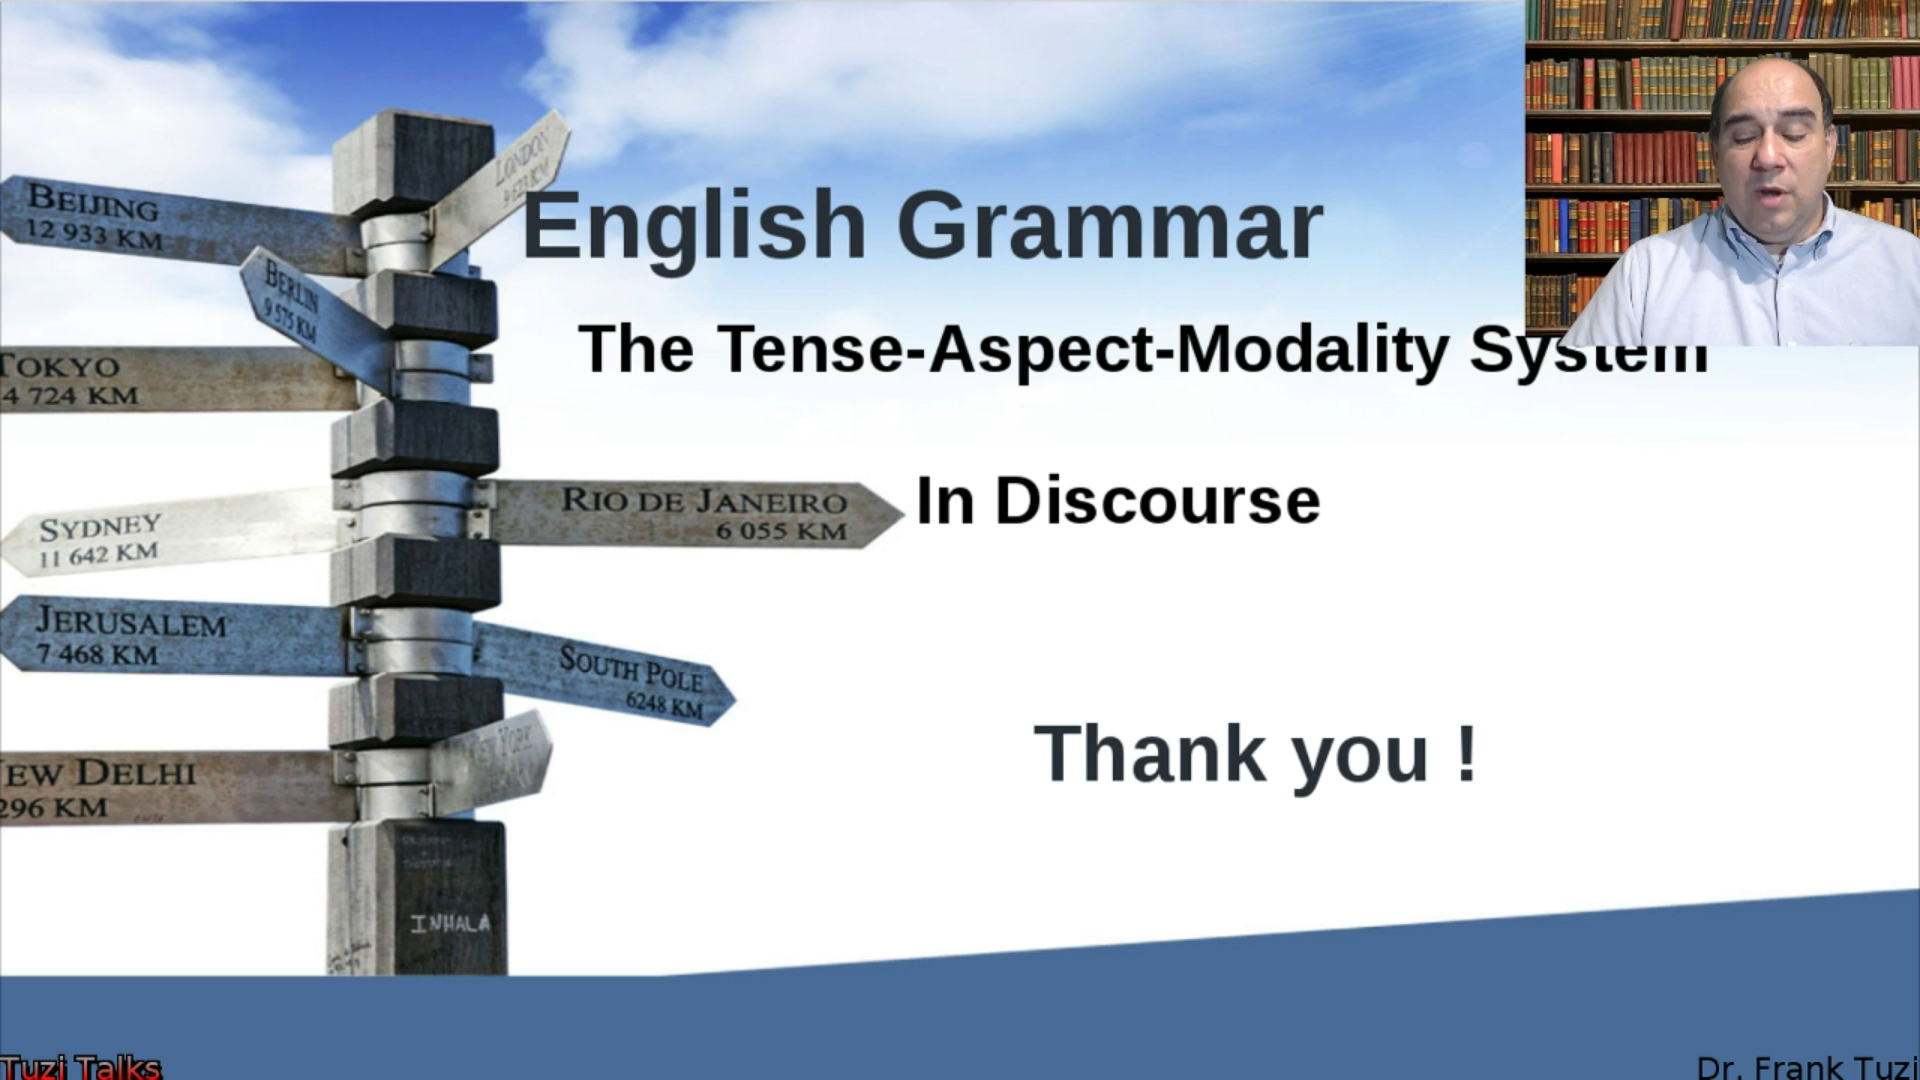 LONDON
BEIJING
12 933 KM
English Grammar
BERLIN
9 575 KM
The Tense-Aspect-Modality System
TOKYO
4 724 KM
RIO DE JANEIRO
6 055 KM
In Discourse
SYDNEY
11 642 KM
JERUSALEM
7 468 KM
SOUTH POLE
6248 KM
Thank you !
EW DELHI
296 KM
INHALA
Tuzi Talks
Dr. Frank Tuzi